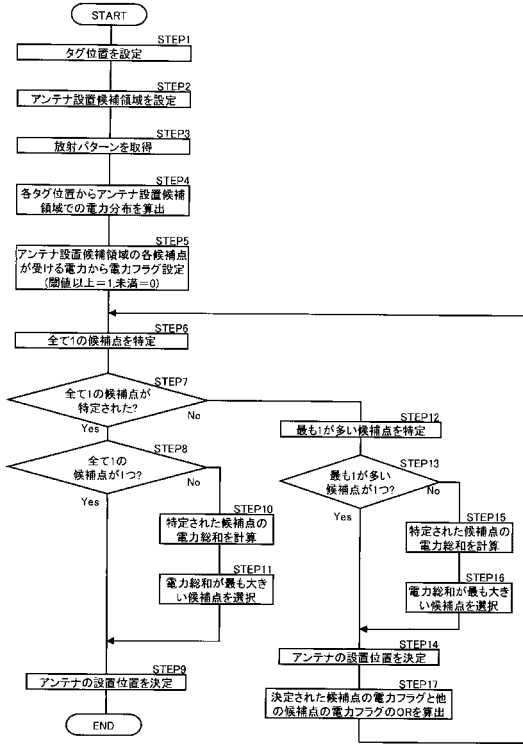 START
STEP1
タグ位置を設定
STEP2
アンテナ設置候補領域を設定
STEP3
放射パターンを取得
STEP4
各タグ位置からアンテナ設置候補
領域での電力分布を算出
STEP5
アンテナ設置候補領域の各候補点
が受ける電力から電力フラグ設定
(閾値以上=1,未満=0)
STEP6
全て1の候補点を特定
STEP7
全て1の候補点が
特定された?
No
Yes
STEP8
全て1の
候補点が1つ?
No
Yes
STEP10
特定された候補点の
電力総和を計算
STEP11
電力総和が最も大き
い候補点を選択
STEP9
アンテナの設置位置を決定
END
STEP12
最も1が多い候補点を特定
STEP13
最も1が多い
候補点が1つ?
No
Yes
STEP15
特定された候補点の
電力総和を計算
STEP16
電力総和が最も大き
い候補点を選択
STEP14
アンテナの設置位置を決定
STEP17
決定された候補点の電力フラグと他
の候補点の電力フラグのORを算出